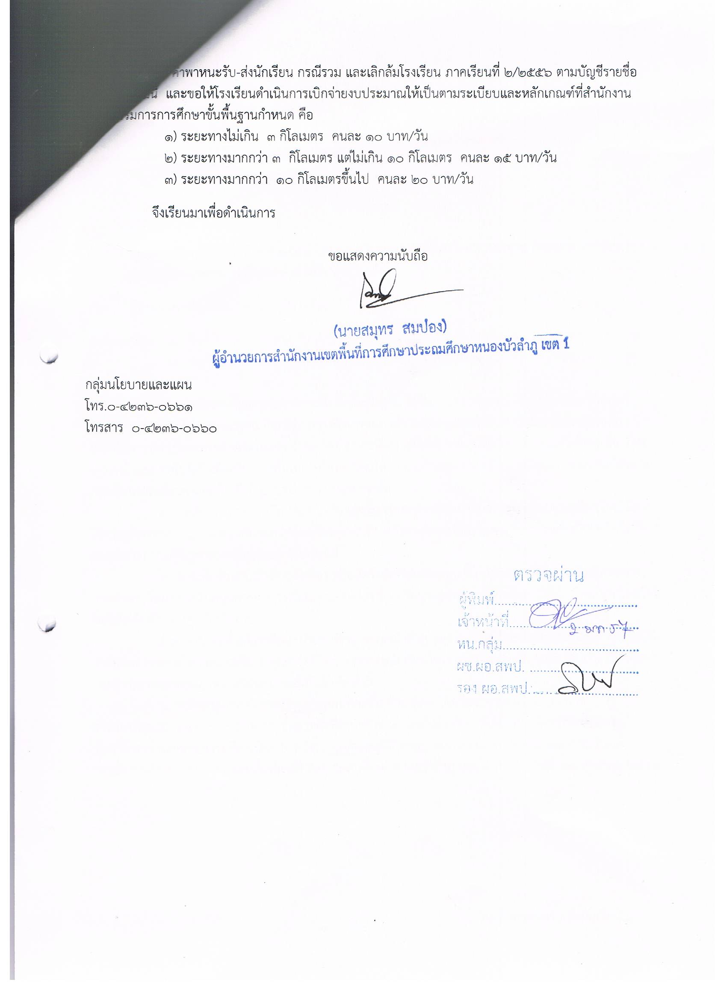 ค่าพาหนะรับ-ส่งนักเรียน กรณีรวม และเลิกล้มโรงเรียน ภาคเรียนที่ ๒/๒๕๕๖ ตามบัญชีรายชื่อ
และขอให้โรงเรียนดำเนินการเบิกจ่ายงบประมาณให้เป็นตามระเบียบและหลักเกณฑ์ที่สำนักงาน
รมการการศึกษาขั้นพื้นฐานกำหนด คือ
๑) ระยะทางไม่เกิน ๓ กิโลเมตร คนละ ๑๐ บาท/วัน
๒) ระยะทางมากกว่า ๓ กิโลเมตร แต่ไม่เกิน ๑๐ กิโลเมตร คนละ ๑๕ บาท/วัน
๓) ระยะทางมากกว่า ๑๐ กิโลเมตรขึ้นไป คนละ ๒๐ บาท/วัน
จึงเรียนมาเพื่อดำเนินการ
ขอแสดงความนับถือ
(นายสมุทร สมปอง)
ผู้อำนวยการสำนักงานเขตพื้นที่การศึกษาประถมศึกษาหนองบัวลำภู เขต 1
กลุ่มนโยบายและแผน
โทร.๐-๔๒๓๖-๐๖๖๑
โทรสาร ๐-๔๒๓๖-๐๖๖๐
ตรวจผ่าน
ผู้พิมพ์
เจ้าหน้าที่
2 มค 57
หน.กลุ่ม
ผช.ผอ.สพป.
รอง ผอ.สพป.